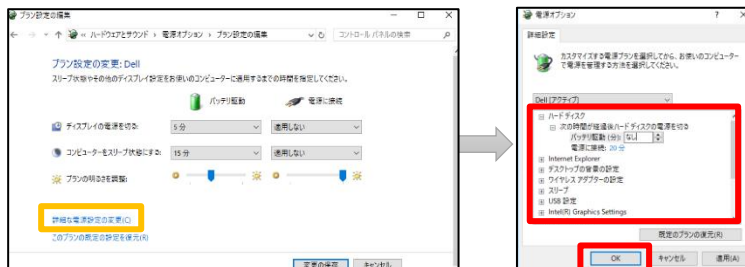 プラン設定の編集
« ハードウェアとサウンド › 電源オプション › プラン設定の編集
コントロール パネルの検索
プラン設定の変更: Dell
スリープ状態やその他のディスプレイ設定をお使いのコンピューターに適用するまでの時間を指定してください。
バッテリ駆動 電源に接続
ディスプレイの電源を切る: 5 分 適用しない
コンピューターをスリープ状態にする: 15 分 適用しない
プランの明るさを調整:
詳細な電源設定の変更(C)
このプランの既定の設定を復元(R)
変更の保存 キャンセル
電源オプション ? ×
詳細設定
カスタマイズする電源プランを選択してから、お使いのコンピューター
で電源を管理する方法を選択してください。
Dell [アクティブ]
ハード ディスク
次の時間が経過後ハード ディスクの電源を切る
バッテリ駆動 (分): なし
電源に接続: 20 分
Internet Explorer
デスクトップの背景の設定
ワイヤレス アダプターの設定
スリープ
USB 設定
Intel(R) Graphics Settings
既定のプランの復元(R)
OK キャンセル 適用(A)